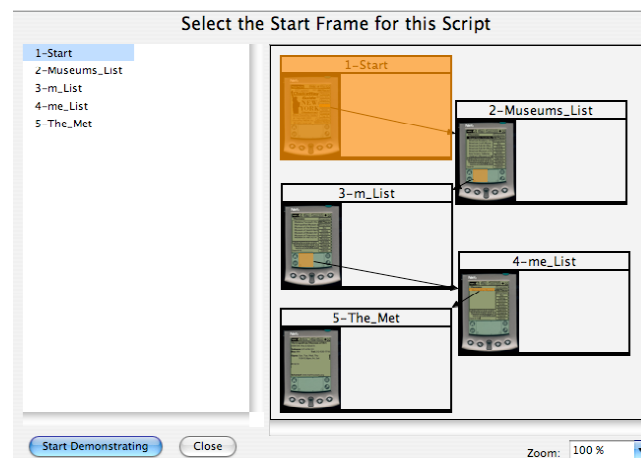 Select the Start Frame for this Script
1-Start
2-Museums_List
3-m_List
4-me_List
5-The_Met
1-Start
2-Museums_List
3-m_List
4-me_List
5-The_Met
Start Demonstrating
Close
Zoom: 100 %